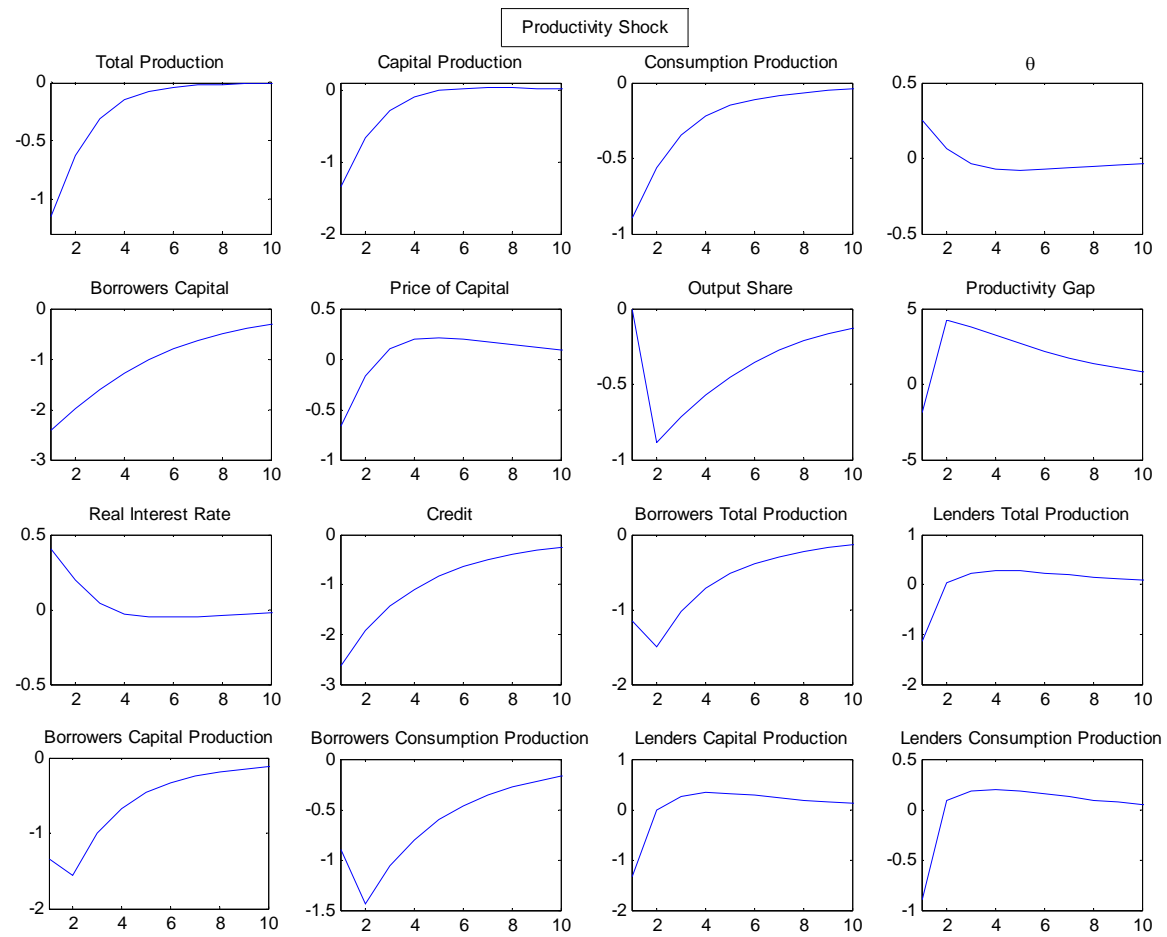 Productivity Shock
Total Production
Capital Production
Consumption Production
θ
0
-0.5
-1
2 4 6 8 10
0
-1
-2
2 4 6 8 10
0
-0.5
-1
2 4 6 8 10
0.5
0
-0.5
2 4 6 8 10
Borrowers Capital
Price of Capital
Output Share
Productivity Gap
0
-1
-2
-3
2 4 6 8 10
0.5
0
-0.5
-1
2 4 6 8 10
0
-0.5
-1
2 4 6 8 10
5
0
-5
2 4 6 8 10
Real Interest Rate
Credit
Borrowers Total Production
Lenders Total Production
0.5
0
-0.5
2 4 6 8 10
0
-1
-2
-3
2 4 6 8 10
0
-1
-2
2 4 6 8 10
1
0
-1
-2
2 4 6 8 10
Borrowers Capital Production
Borrowers Consumption Production
Lenders Capital Production
Lenders Consumption Production
0
-1
-2
2 4 6 8 10
0
-0.5
-1
-1.5
2 4 6 8 10
1
0
-1
-2
2 4 6 8 10
0.5
0
-0.5
-1
2 4 6 8 10